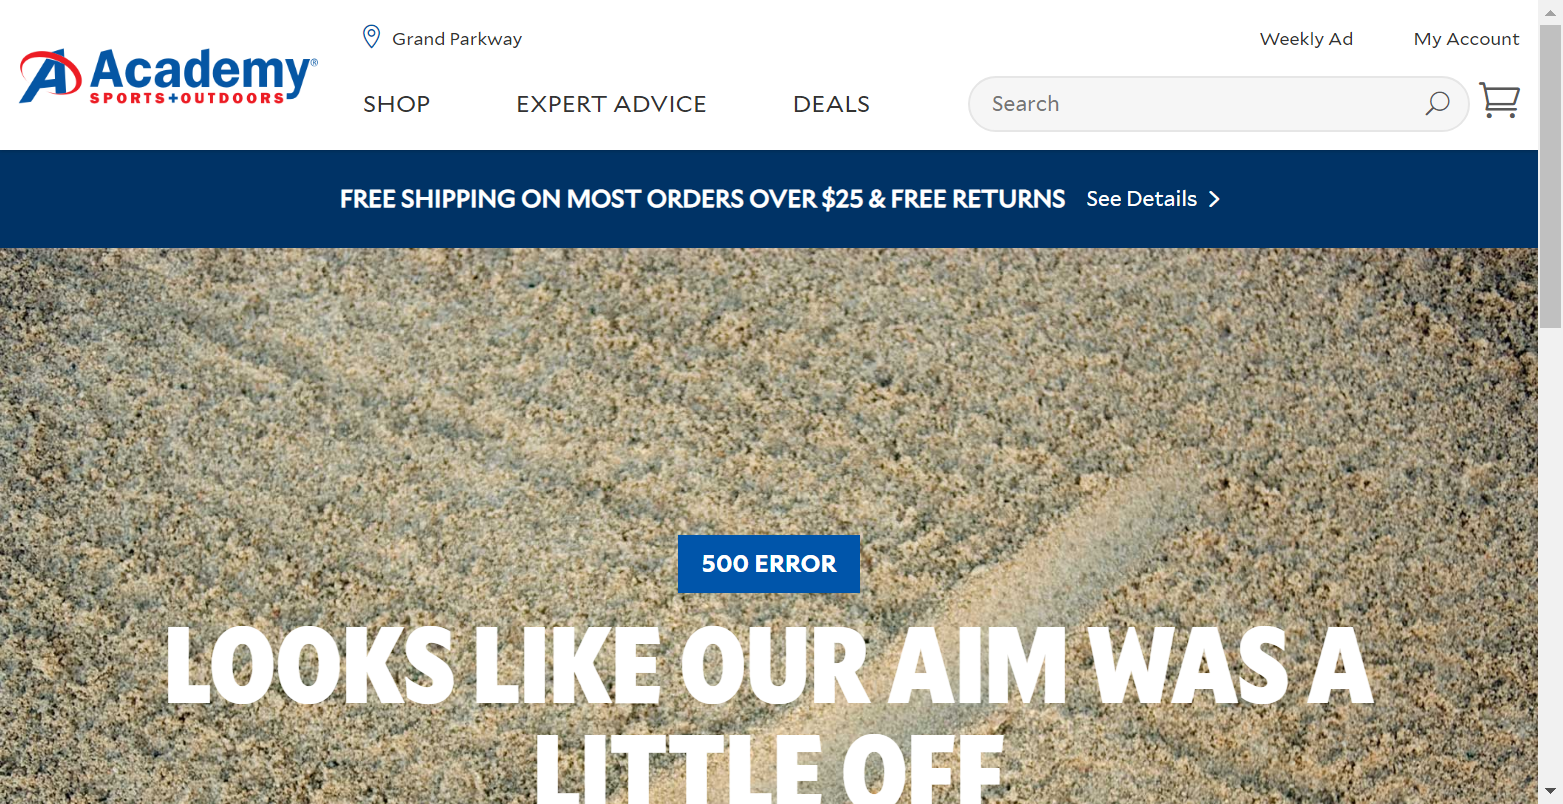 Grand Parkway
Weekly Ad
My Account
Academy®
SPORTS+OUTDOORS
SHOP
EXPERT ADVICE
DEALS
Search
FREE SHIPPING ON MOST ORDERS OVER $25 & FREE RETURNS
See Details
500 ERROR
LOOKS LIKE OUR AIM WAS A
LITTLE OFF